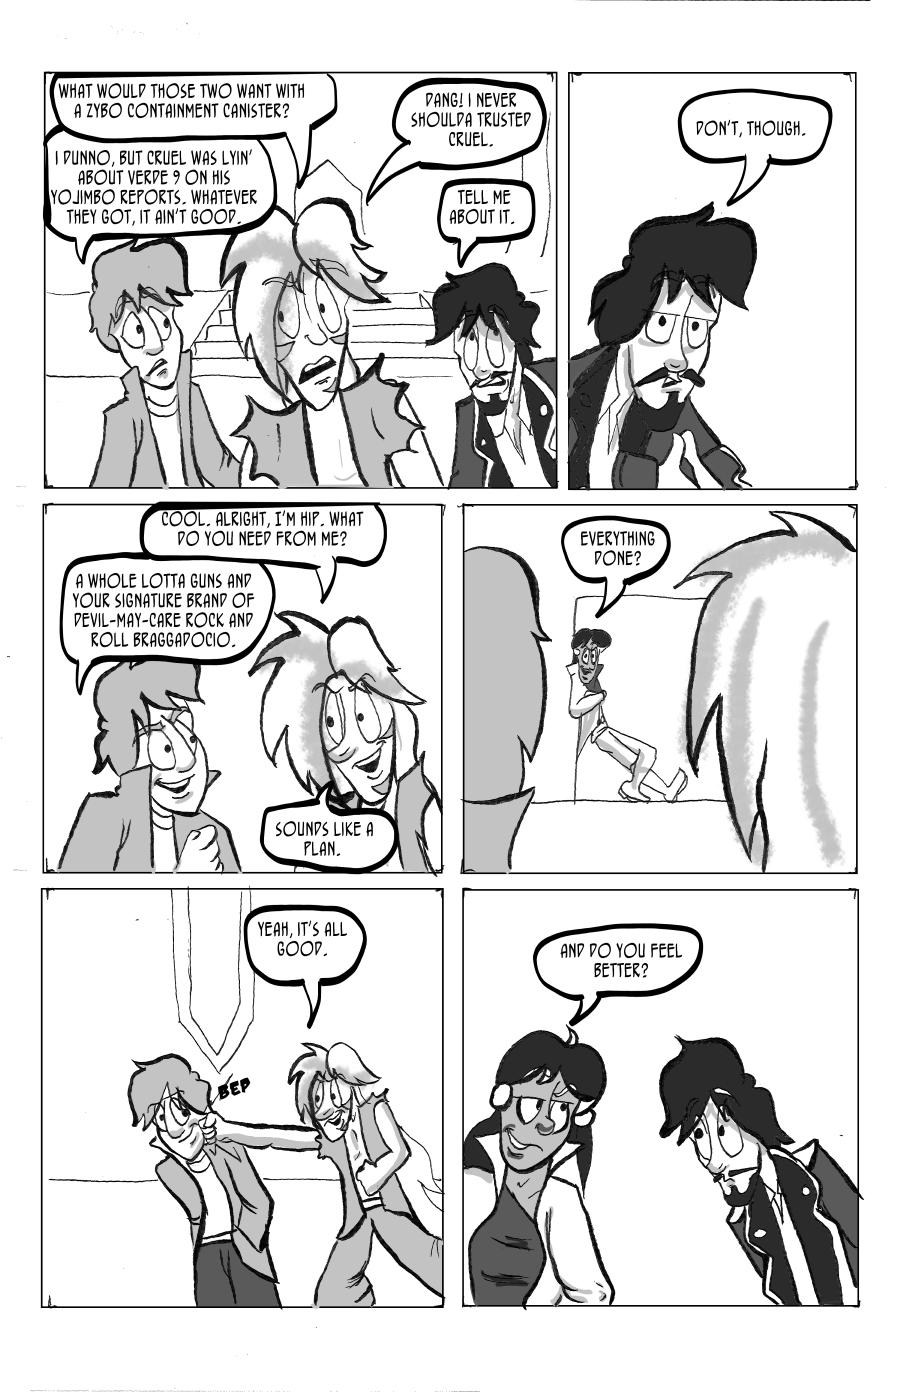 WHAT WOULD THOSE TWO WANT WITH
A ZYBO CONTAINMENT CANISTER?
I DUNNO, BUT CRUEL WAS LYIN'
ABOUT VERDE 9 ON HIS
YOJIMBO REPORTS. WHATEVER
THEY GOT, IT AIN'T GOOD.
DANG! I NEVER
SHOULDA TRUSTED
CRUEL.
TELL ME
ABOUT IT.
DON'T, THOUGH.
COOL. ALRIGHT, I'M HIP. WHAT
DO YOU NEED FROM ME?
A WHOLE LOTTA GUNS AND
YOUR SIGNATURE BRAND OF
DEVIL-MAY-CARE ROCK AND
ROLL BRAGGADOCIO.
SOUNDS LIKE A
PLAN.
EVERYTHING
DONE?
YEAH, IT'S ALL
GOOD.
BEP
AND DO YOU FEEL
BETTER?